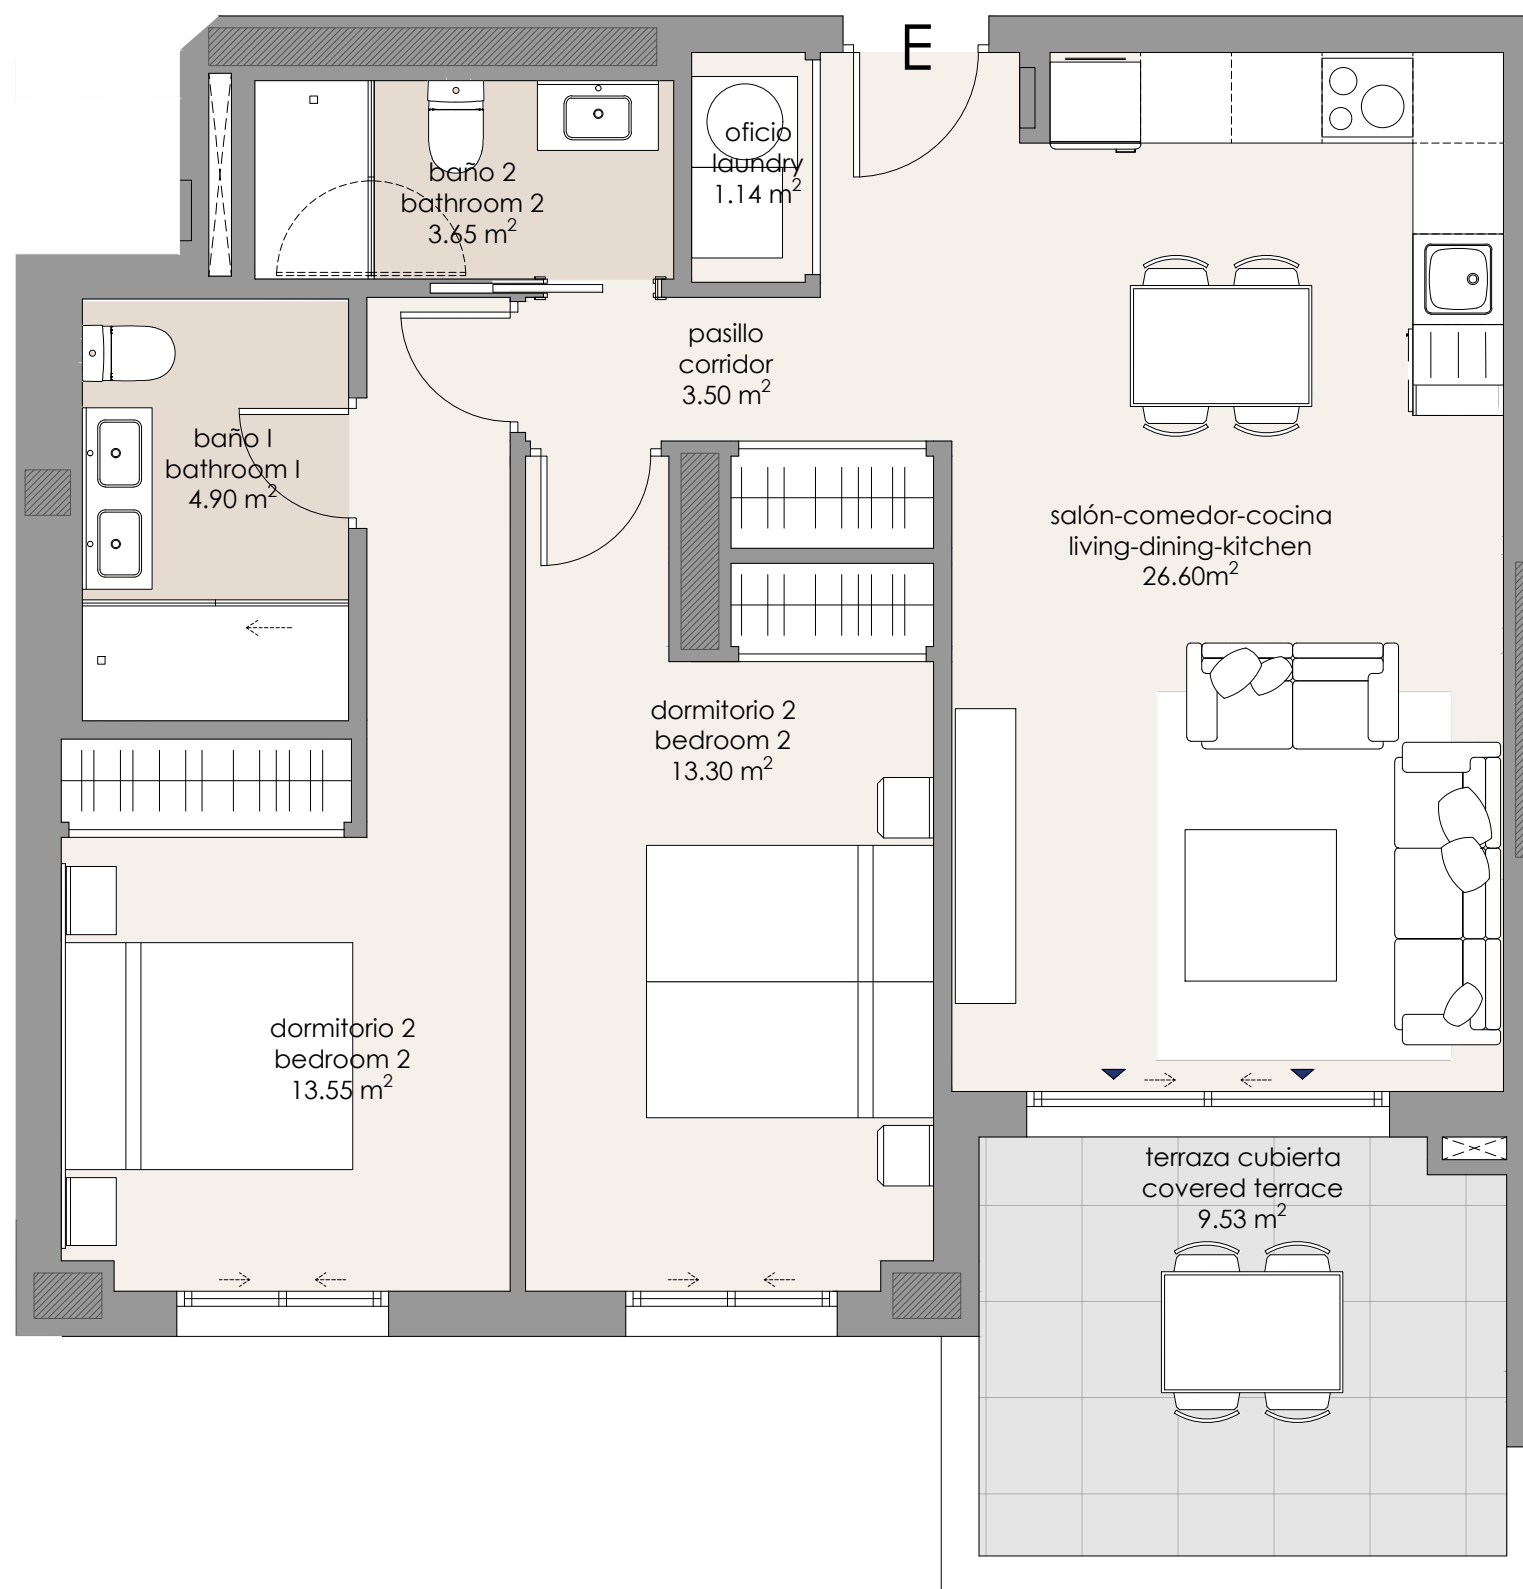 E
oficio
laundry
1.14 m²
baño 2
bathroom 2
3.65 m²
pasillo
corridor
3.50 m²
baño I
bathroom I
4.90 m²
salón-comedor-cocina
living-dining-kitchen
26.60m²
dormitorio 2
bedroom 2
13.30 m²
dormitorio 2
bedroom 2
13.55 m²
terraza cubierta
covered terrace
9.53 m²